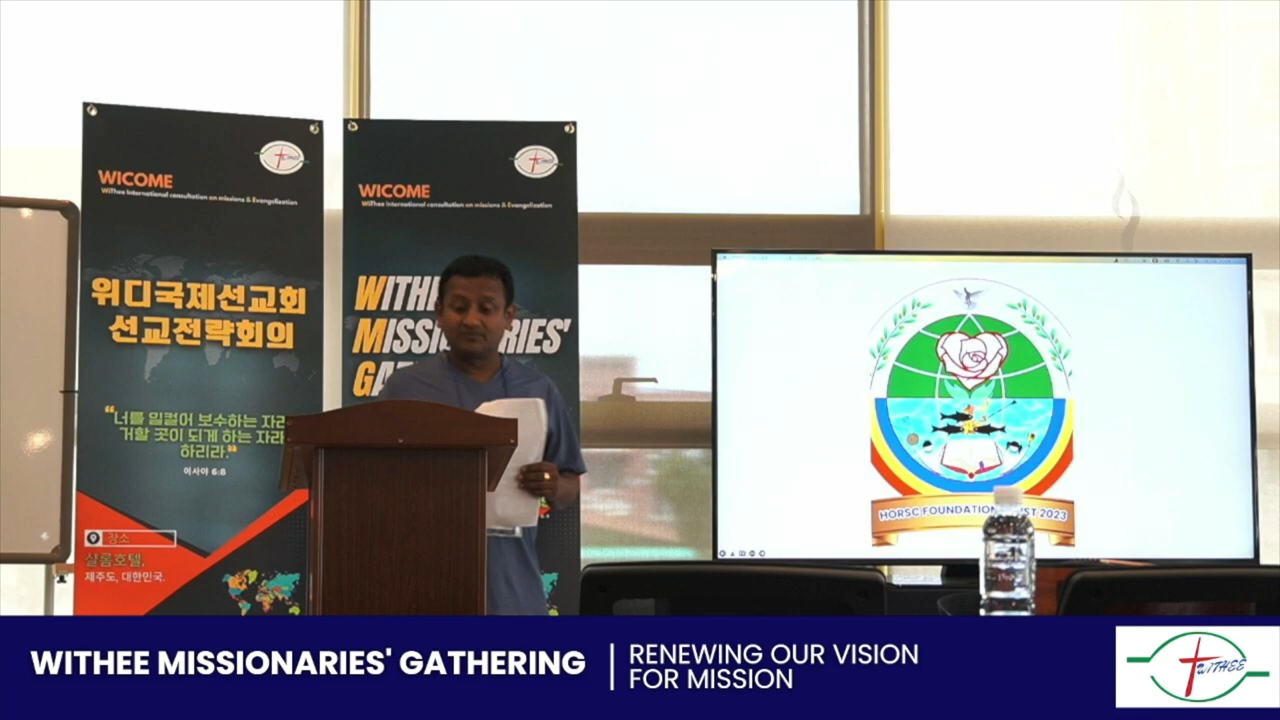 WICOME
WiThee International consultation on missions & Evangelization
위디국제선교회
선교전략회의
"너를 밑컬어 보수하는 자라
거할 곳이 되게 하는 자라
하리라."
이사야 6:8
장소
샬롬호텔,
제주도, 대한민국.
WICOME
WiThee International consultation on missions & Evangelization
MISSIONARIES'
HORSC FOUNDATION
2023
WITHEE MISSIONARIES' GATHERING
RENEWING OUR VISION
FOR MISSION
WITHEE